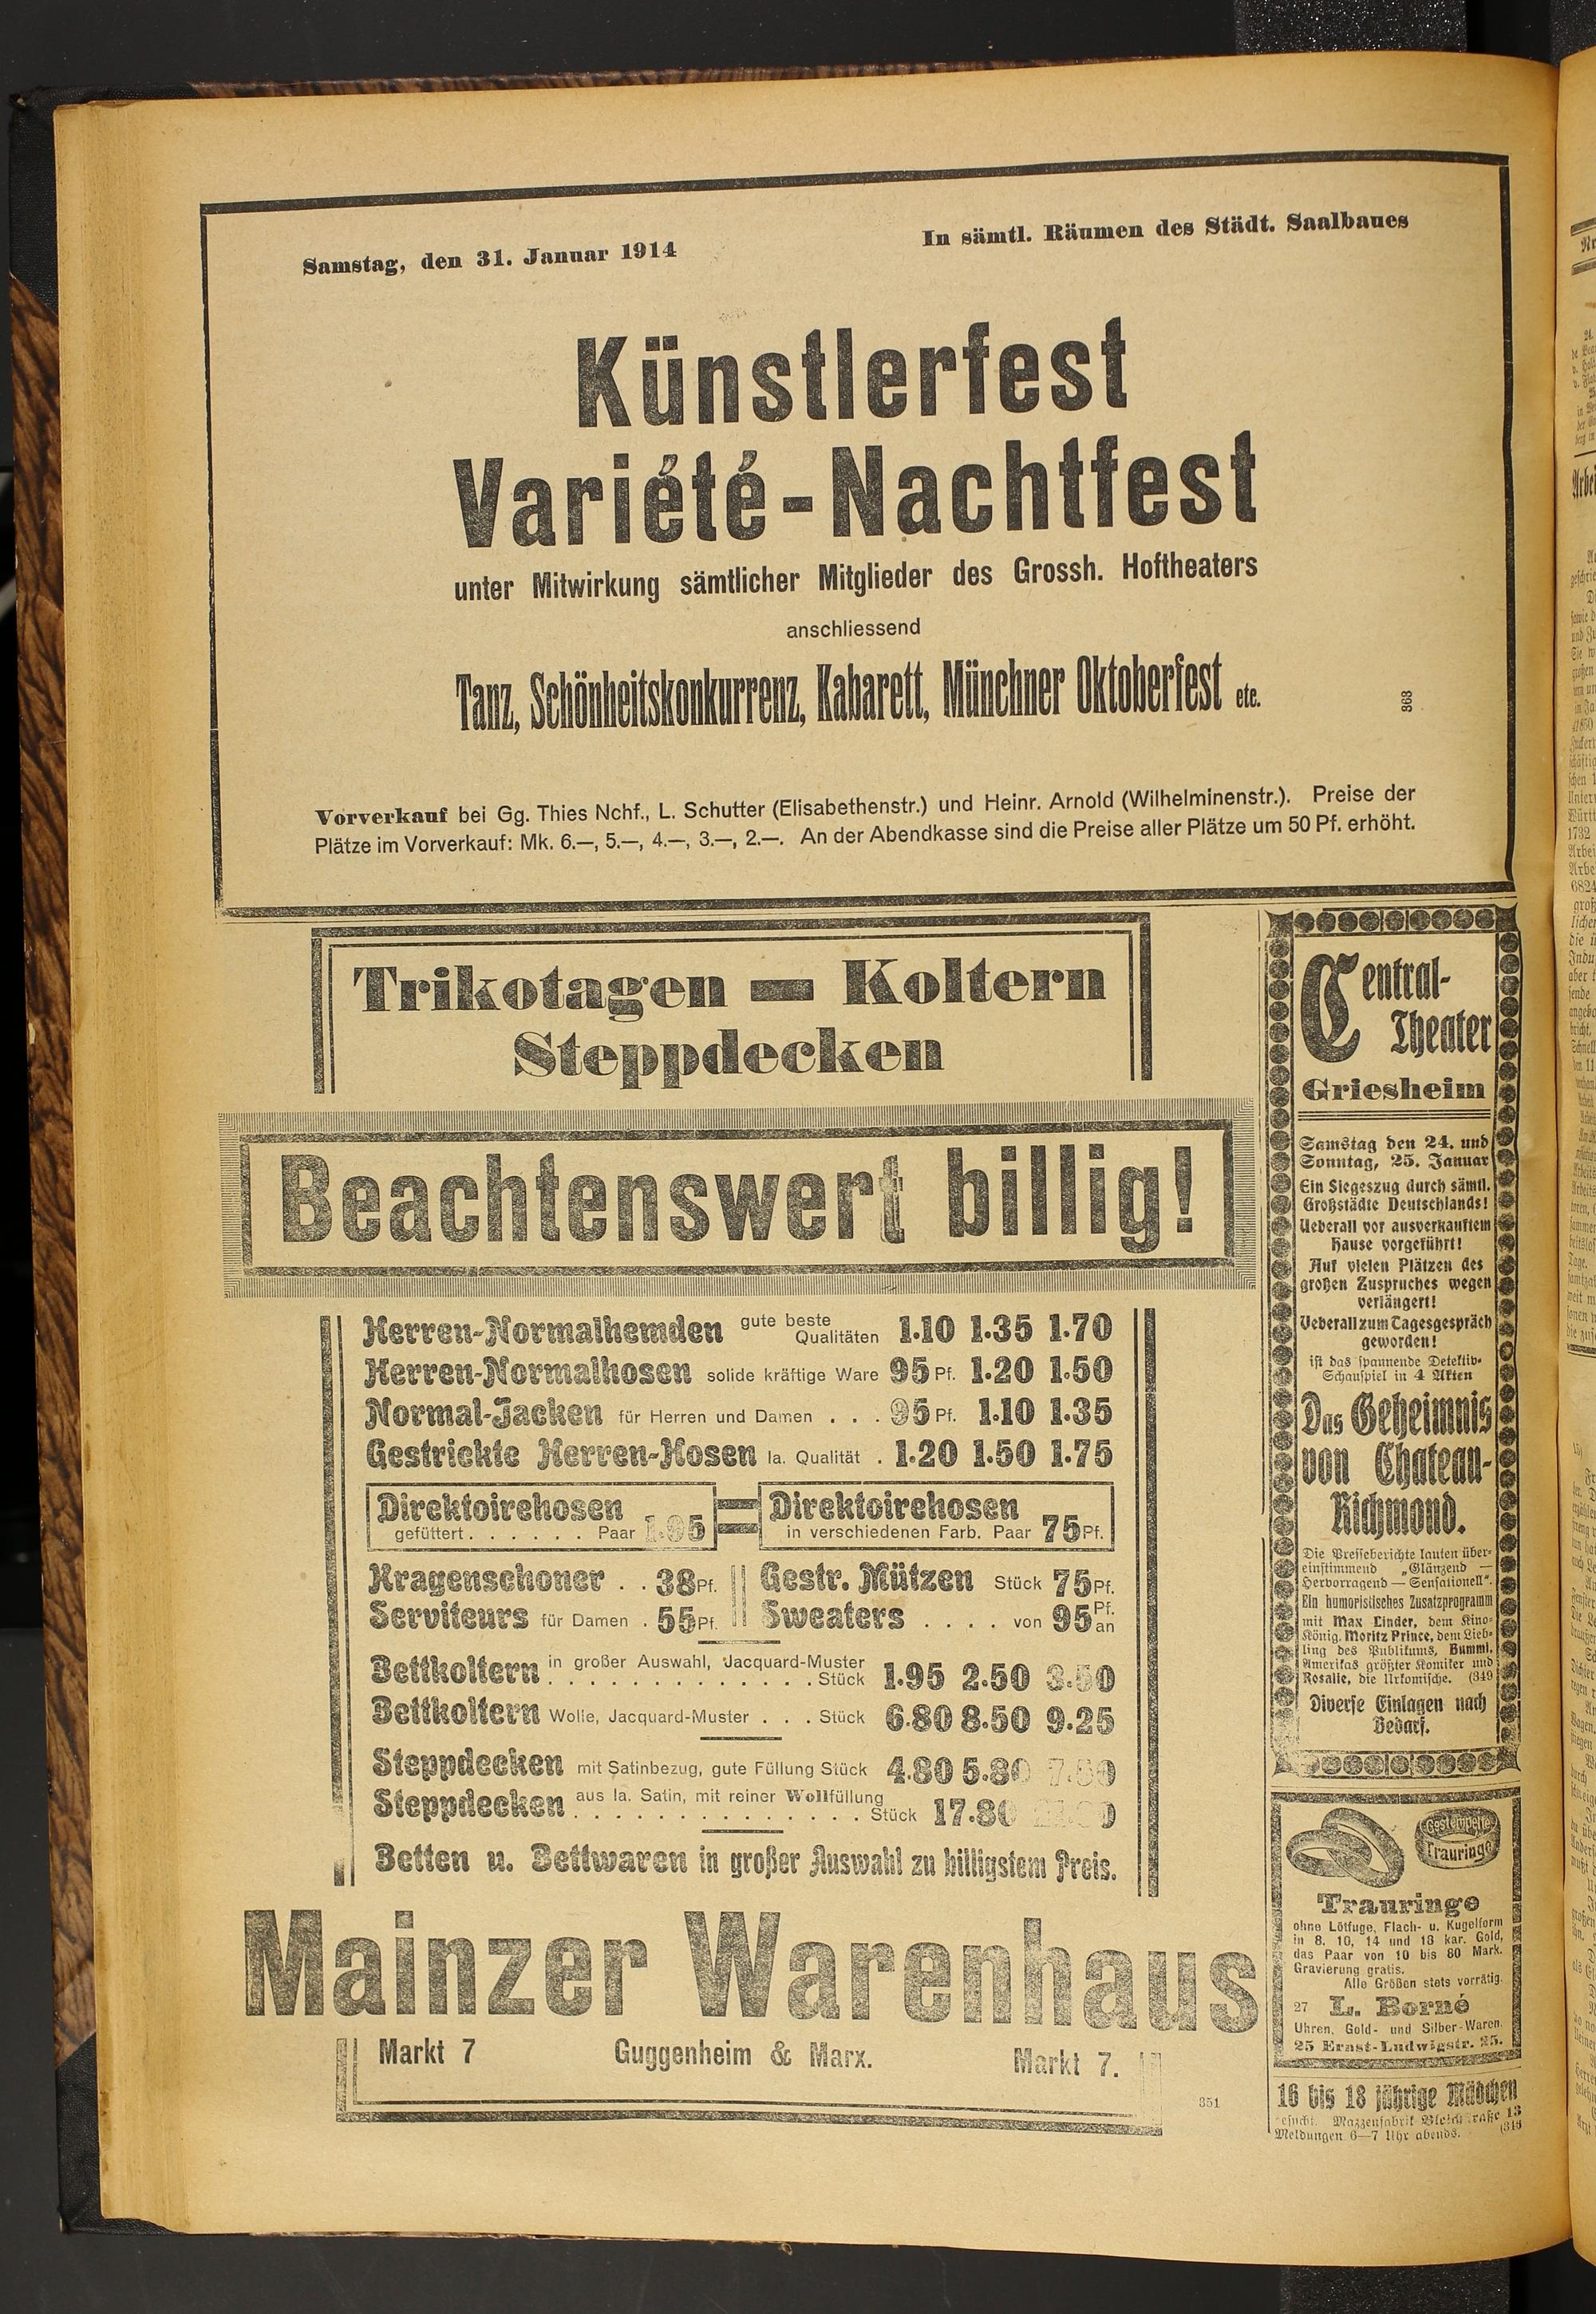 Samstag, den 31. Januar 1914
In sämtl. Räumen des Städt. Saalbaues
Künstlerfest
Variété-Nachtfest
unter Mitwirkung sämtlicher Mitglieder des Grossh. Hoftheaters
anschliessend
Tanz, Schönheitskonkurrenz, Kabarett, Münchner Oktoberfest etc.
363
Vorverkauf bei Gg. Thies Nchf., L. Schutter (Elisabethenstr.) und Heinr. Arnold (Wilhelminenstr.). Preise der
Plätze im Vorverkauf: Mk. 6.—, 5.—, 4.—, 3.—, 2.—. An der Abendkasse sind die Preise aller Plätze um 50 Pf. erhöht.
Trikotagen — Koltern
Steppdecken
Beachtenswert billig!
Herren-Normalhemden gute beste Qualitäten 1.10 1.35 1.70
Herren-Normalhosen solide kräftige Ware 95 Pf. 1.20 1.50
Normal-Jacken für Herren und Damen . . . 95 Pf. 1.10 1.35
Gestrickte Herren-Hosen Ia. Qualität . 1.20 1.50 1.75
Direktoirehosen
gefüttert . . . . . . Paar 1.95
Direktoirehosen
in verschiedenen Farb. Paar 75 Pf.
Kragenschoner . . 38 Pf.
Serviteurs für Damen . 55 Pf.
Gestr. Mützen Stück 75 Pf.
Sweaters . . . . von 95 Pf. an
Bettkoltern in großer Auswahl, Jacquard-Muster . . . Stück 1.95 2.50 3.50
Bettkoltern Wolle, Jacquard-Muster . . . Stück 6.80 8.50 9.25
Steppdecken mit Satinbezug, gute Füllung Stück 4.80 5.80
Steppdecken aus Ia. Satin, mit reiner Wollfüllung . . . Stück 17.80
Betten u. Bettwaren in großer Auswahl zu billigstem Preis.
Mainzer Warenhaus
Markt 7 Guggenheim & Marx. Markt 7.
351
Central-
Theater
Griesheim
Samstag den 24. und
Sonntag, 25. Januar
Ein Siegeszug durch sämtl.
Großstädte Deutschlands!
Ueberall vor ausverkauftem
Hause vorgeführt!
Auf vielen Plätzen des
großen Zuspruches wegen
verlängert!
Ueberall zum Tagesgespräch
geworden!
ist das spannende Detektiv-
Schauspiel in 4 Akten
Das Geheimnis
von Chateau-
Richmond.
Die Presseberichte lauten über-
einstimmend „Glänzend —
Hervorragend — Sensationell".
Ein humoristisches Zusatzprogramm
mit Max Linder, dem Kino-
König, Moritz Prince, dem Lieb-
ling des Publikums, Bumml,
Amerikas größter Komiker und
Rosalie, die Urkomische. (349
Diverse Einlagen nach
Bedarf.
Gestempelte
Trauringe
Trauringe
ohne Lötfuge, Flach- u. Kugelform
in 8, 10, 14 und 18 kar. Gold,
das Paar von 10 bis 80 Mark.
Gravierung gratis.
Alle Größen stets vorrätig.
27 L. Borné
Uhren, Gold- und Silber-Waren.
25 Ernst-Ludwigstr. 25.
16 bis 18 jährige Mädchen
gesucht. Mazzenfabrik Bleichstraße 13
Meldungen 6—7 Uhr abends.